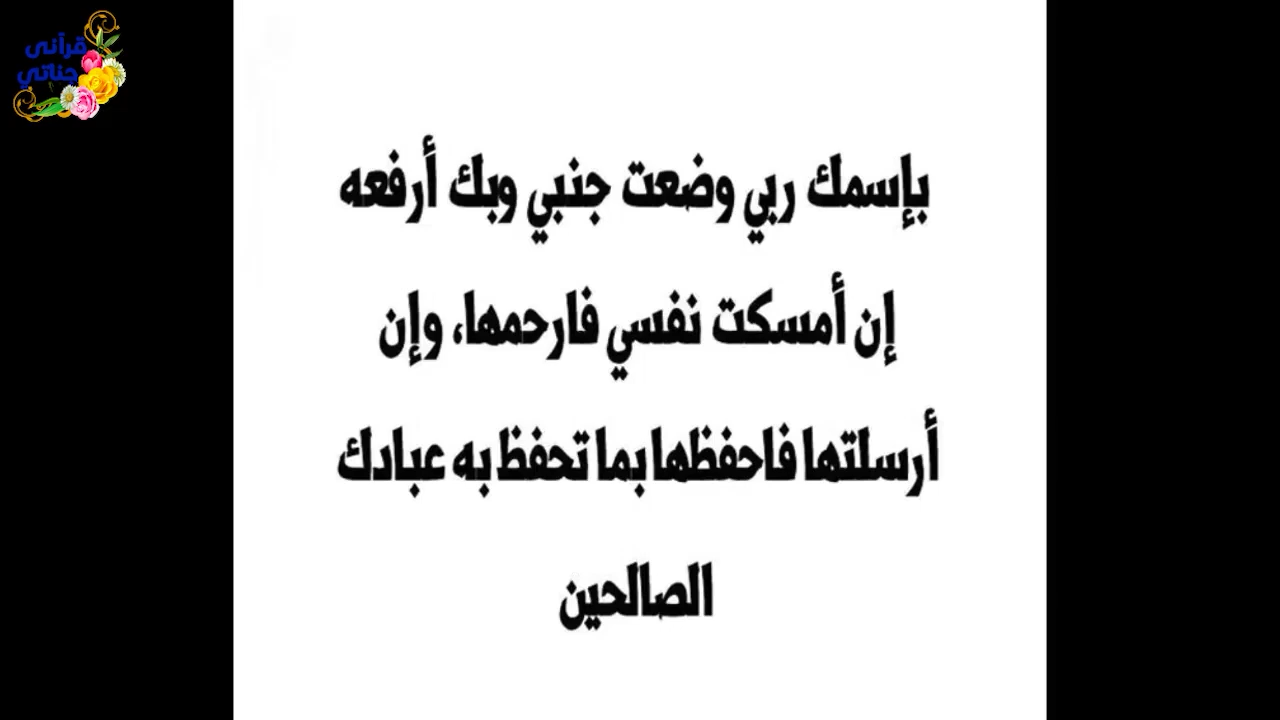 قرآنى
جناتي
بإسمك ربي وضعت جنبي وبك أرفعه
إن أمسكت نفسي فارحمها، وإن
أرسلتها فاحفظها بما تحفظ به عبادك
الصالحين